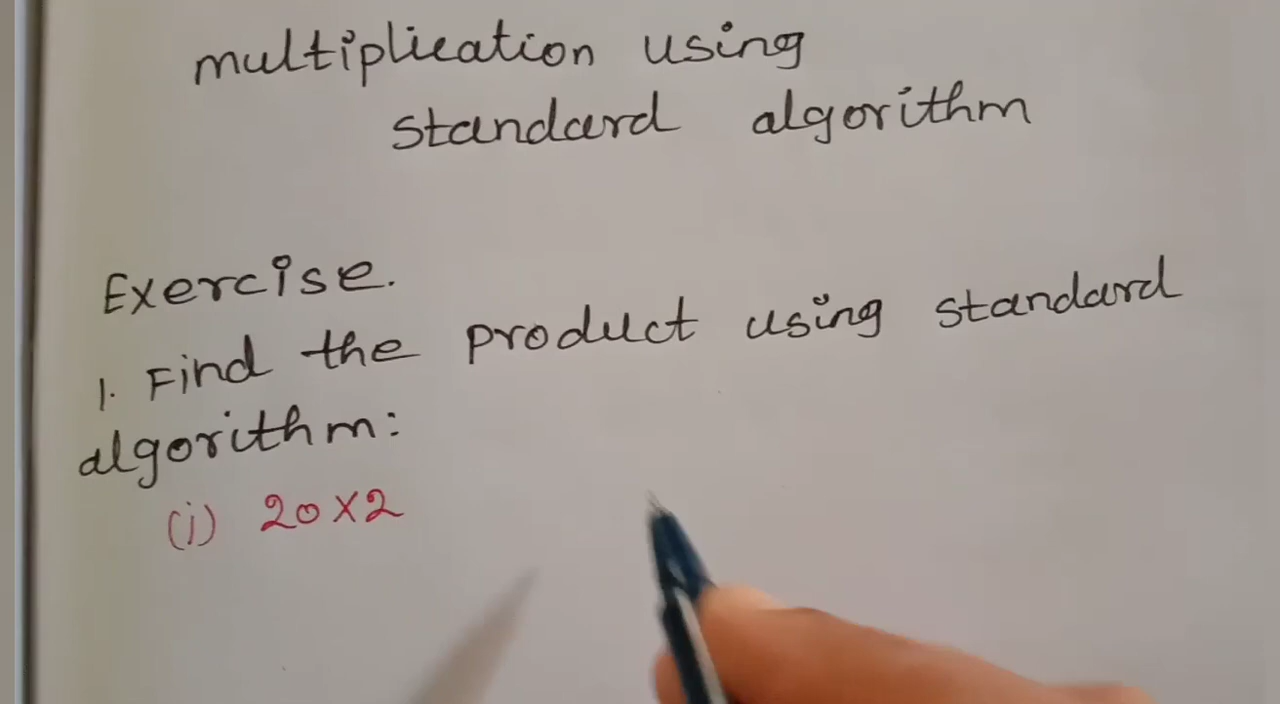 multiplication using
standard algorithm
Exercise.
1. Find the product using standard
algorithm:
(i) 20×2